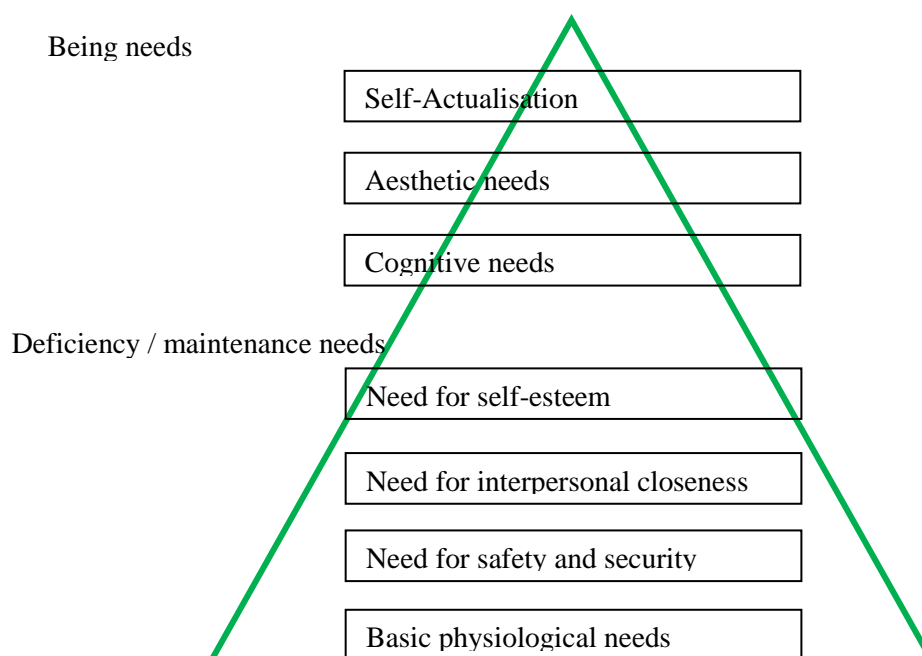 Being needs
Self-Actualisation
Aesthetic needs
Cognitive needs
Deficiency / maintenance needs
Need for self-esteem
Need for interpersonal closeness
Need for safety and security
Basic physiological needs